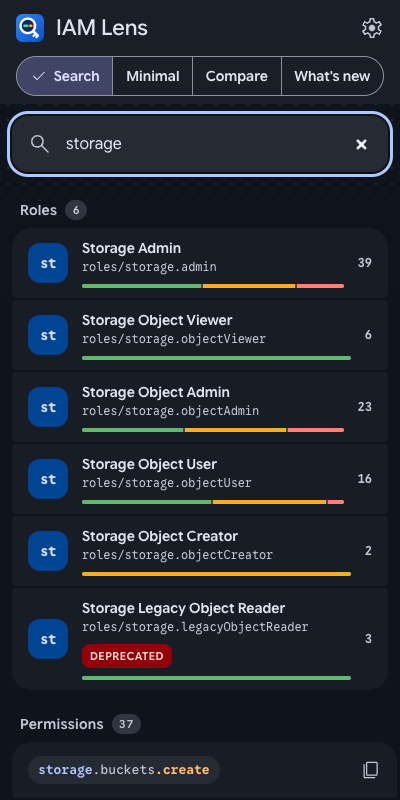 IAM Lens
Search
Minimal
Compare
What's new
storage
Roles 6
st
Storage Admin
roles/storage.admin
39
st
Storage Object Viewer
roles/storage.objectViewer
6
st
Storage Object Admin
roles/storage.objectAdmin
23
st
Storage Object User
roles/storage.objectUser
16
st
Storage Object Creator
roles/storage.objectCreator
2
st
Storage Legacy Object Reader
roles/storage.legacyObjectReader
DEPRECATED
3
Permissions 37
storage.buckets.create